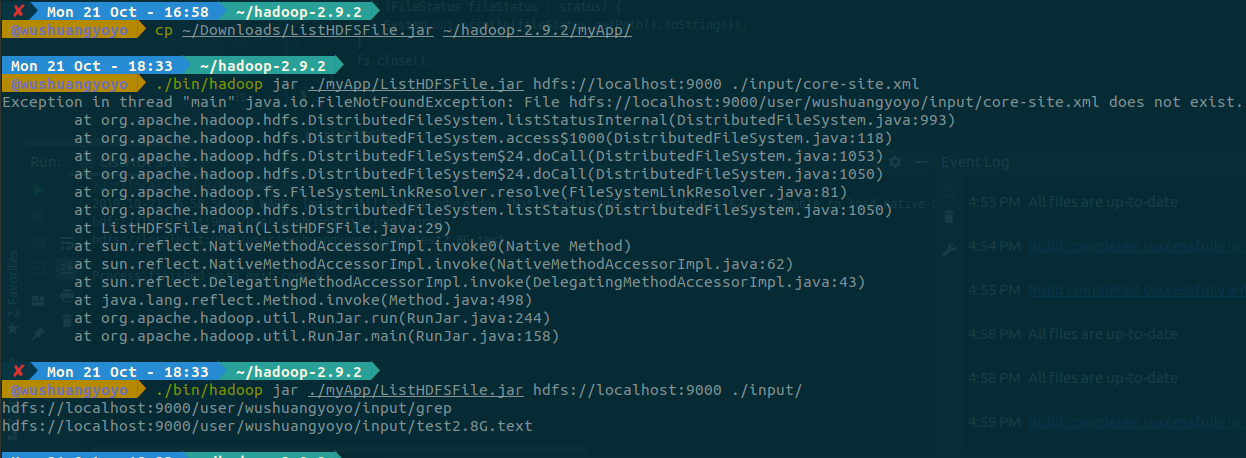 ✘ Mon 21 Oct - 16:58 ~/hadoop-2.9.2 (FileStatus fileStatus : status) {
@wushuangyoyo cp ~/Downloads/ListHDFSFile.jar ~/hadoop-2.9.2/myApp/
}
fs.close();
Mon 21 Oct - 18:33 ~/hadoop-2.9.2
@wushuangyoyo ./bin/hadoop jar ./myApp/ListHDFSFile.jar hdfs://localhost:9000 ./input/core-site.xml
Exception in thread "main" java.io.FileNotFoundException: File hdfs://localhost:9000/user/wushuangyoyo/input/core-site.xml does not exist.
at org.apache.hadoop.hdfs.DistributedFileSystem.listStatusInternal(DistributedFileSystem.java:993)
at org.apache.hadoop.hdfs.DistributedFileSystem.access$1000(DistributedFileSystem.java:118)
at org.apache.hadoop.hdfs.DistributedFileSystem$24.doCall(DistributedFileSystem.java:1053)
Run: Event Log
at org.apache.hadoop.hdfs.DistributedFileSystem$24.doCall(DistributedFileSystem.java:1050)
at org.apache.hadoop.fs.FileSystemLinkResolver.resolve(FileSystemLinkResolver.java:81)
at org.apache.hadoop.hdfs.DistributedFileSystem.listStatus(DistributedFileSystem.java:1050)
4:53 PM All files are up-to-date
at ListHDFSFile.main(ListHDFSFile.java:29)
at sun.reflect.NativeMethodAccessorImpl.invoke0(Native Method)
4:54 PM Build completed successfully in
at sun.reflect.NativeMethodAccessorImpl.invoke(NativeMethodAccessorImpl.java:62)
at sun.reflect.DelegatingMethodAccessorImpl.invoke(DelegatingMethodAccessorImpl.java:43)
4:55 PM Build completed successfully wi
2: Favorites
at java.lang.reflect.Method.invoke(Method.java:498)
at org.apache.hadoop.util.RunJar.run(RunJar.java:244)
at org.apache.hadoop.util.RunJar.main(RunJar.java:158)
4:58 PM All files are up-to-date
✘ Mon 21 Oct - 18:33 ~/hadoop-2.9.2
4:58 PM All files are up-to-date
@wushuangyoyo ./bin/hadoop jar ./myApp/ListHDFSFile.jar hdfs://localhost:9000 ./input/
hdfs://localhost:9000/user/wushuangyoyo/input/grep
hdfs://localhost:9000/user/wushuangyoyo/input/test2.8G.text
4:59 PM Build completed successfully in